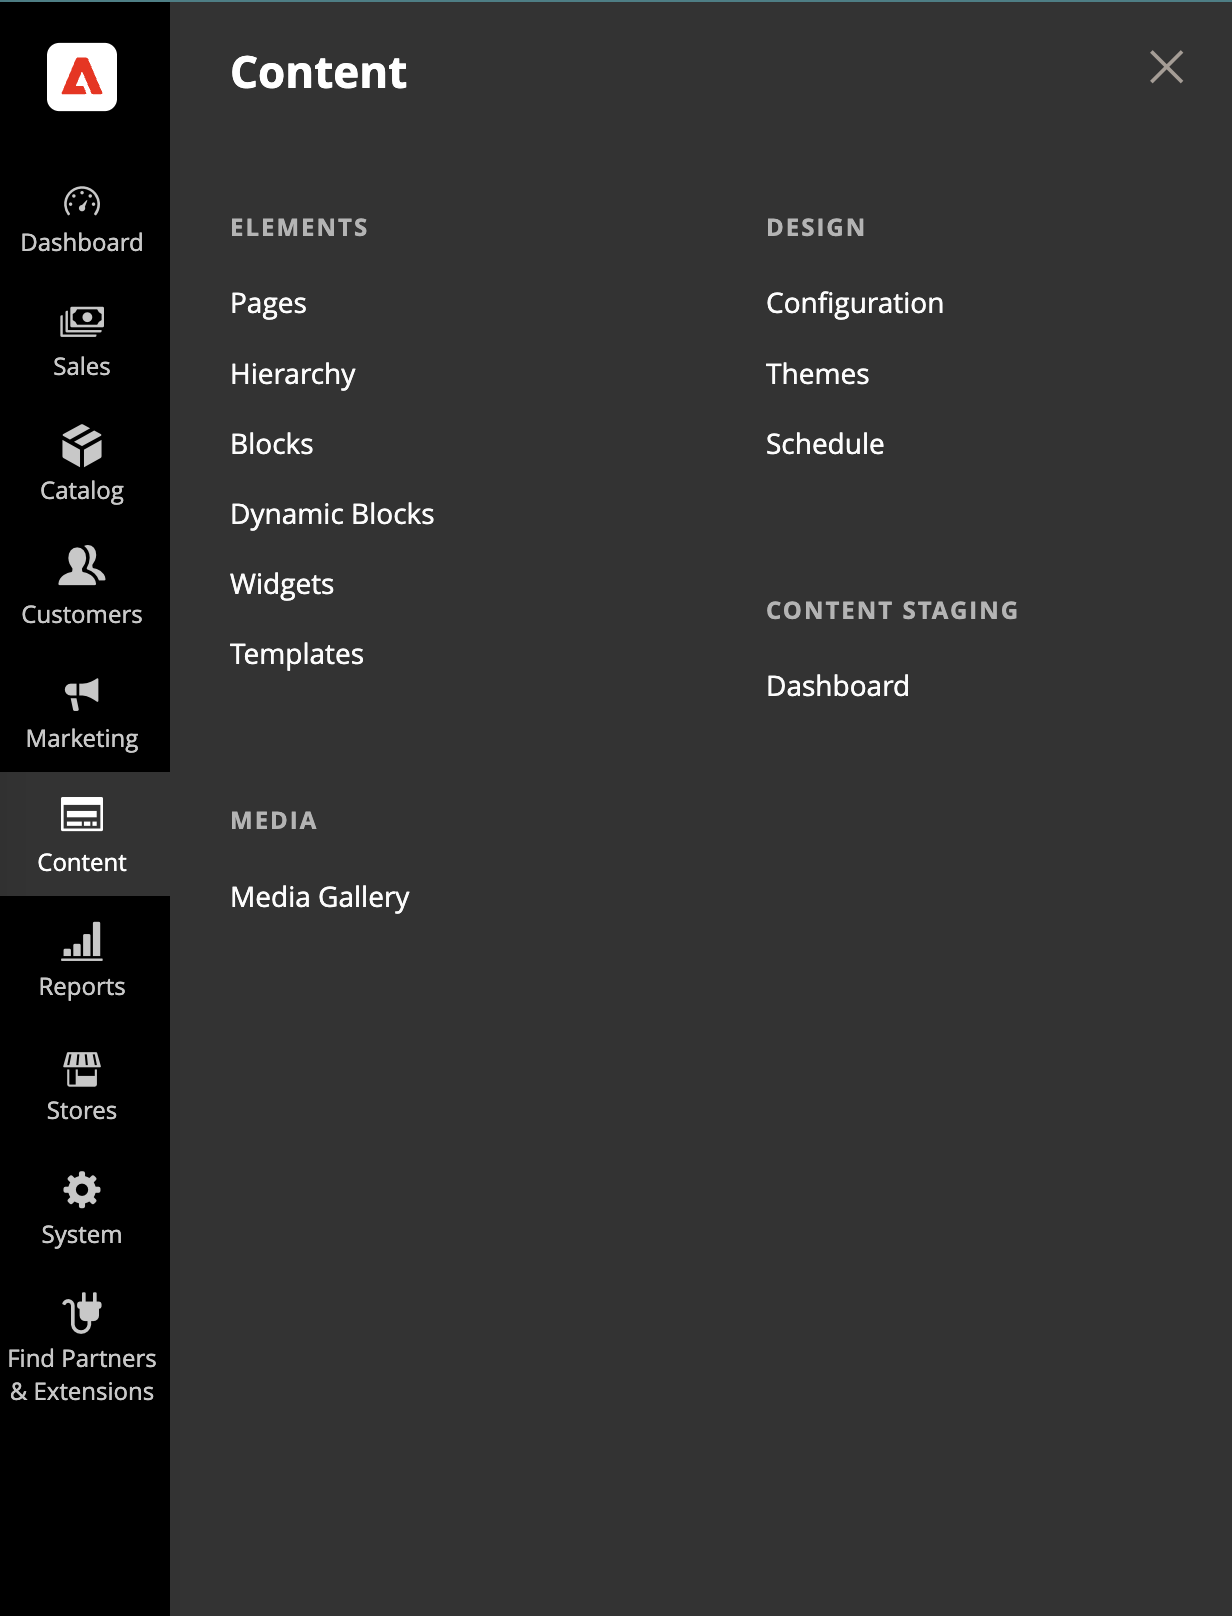 Dashboard
Sales
Catalog
Customers
Marketing
Content
Reports
Stores
System
Find Partners
& Extensions
Content
ELEMENTS
Pages
Hierarchy
Blocks
Dynamic Blocks
Widgets
Templates
MEDIA
Media Gallery
DESIGN
Configuration
Themes
Schedule
CONTENT STAGING
Dashboard